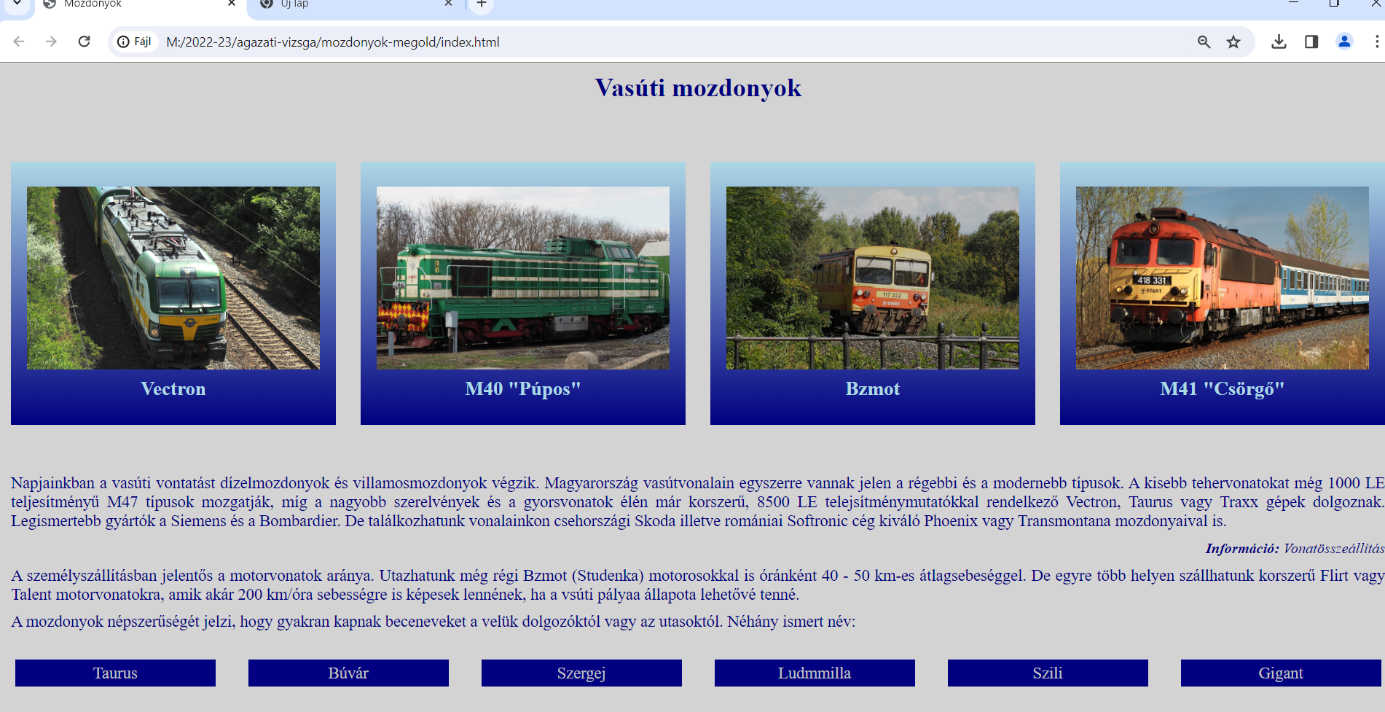 Mozdonyok
Új lap
Fájl
M:/2022-23/agazati-vizsga/mozdonyok-megold/index.html
Vasúti mozdonyok
418 331
Vectron
M40 "Púpos"
Bzmot
M41 "Csörgő"
Napjainkban a vasúti vontatást dízelmozdonyok és villamosmozdonyok végzik. Magyarország vasútvonalain egyszerre vannak jelen a régebbi és a modernebb típusok. A kisebb tehervonatokat még 1000 LE
teljesítményű M47 típusok mozgatják, míg a nagyobb szerelvények és a gyorsvonatok élén már korszerű, 8500 LE telejsítménymutatókkal rendelkező Vectron, Taurus vagy Traxx gépek dolgoznak.
Legismertebb gyártók a Siemens és a Bombardier. De találkozhatunk vonalainkon csehországi Skoda illetve romániai Softronic cég kiváló Phoenix vagy Transmontana mozdonyaival is.
Információ: Vonatösszeállítás
A személyszállításban jelentős a motorvonatok aránya. Utazhatunk még régi Bzmot (Studenka) motorosokkal is óránként 40 - 50 km-es átlagsebeséggel. De egyre több helyen szállhatunk korszerű Flirt vagy
Talent motorvonatokra, amik akár 200 km/óra sebességre is képesek lennének, ha a vsúti pályaa állapota lehetővé tenné.
A mozdonyok népszerűségét jelzi, hogy gyakran kapnak beceneveket a velük dolgozóktól vagy az utasoktól. Néhány ismert név:
Taurus
Búvár
Szergej
Ludmmilla
Szili
Gigant